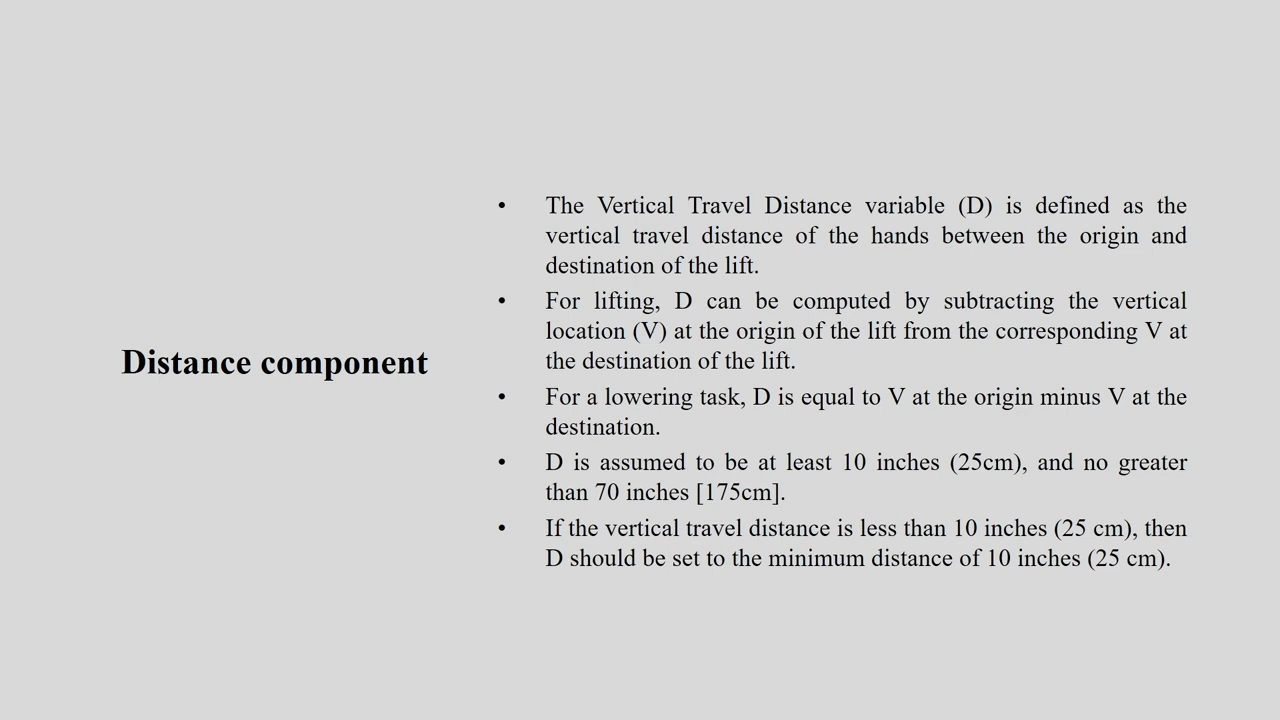 Distance component
• The Vertical Travel Distance variable (D) is defined as the
vertical travel distance of the hands between the origin and
destination of the lift.
• For lifting, D can be computed by subtracting the vertical
location (V) at the origin of the lift from the corresponding V at
the destination of the lift.
• For a lowering task, D is equal to V at the origin minus V at the
destination.
• D is assumed to be at least 10 inches (25cm), and no greater
than 70 inches [175cm].
• If the vertical travel distance is less than 10 inches (25 cm), then
D should be set to the minimum distance of 10 inches (25 cm).